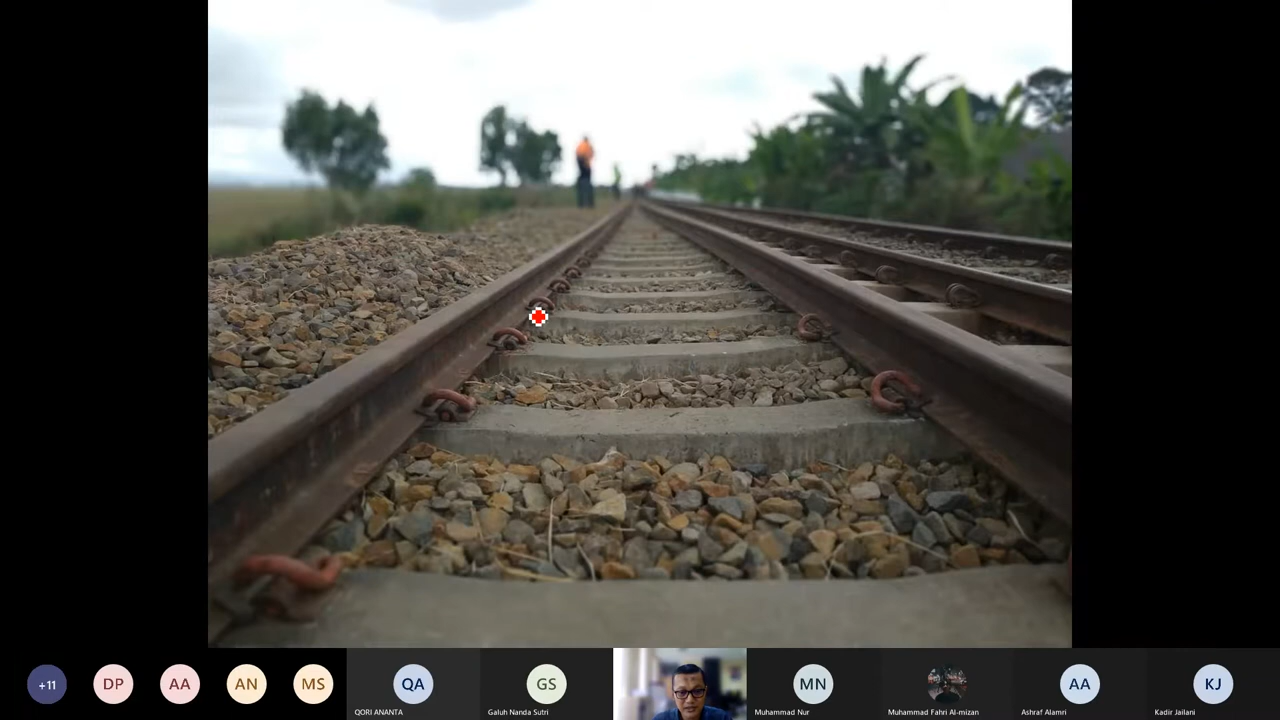 +11
DP
AA
AN
MS
QA
QORI ANANTA
GS
Galuh Nanda Sutri
MN
Muhammad Nur
Muhammad Fahri Al-mizan
AA
Ashraf Alamri
KJ
Kadir Jailani